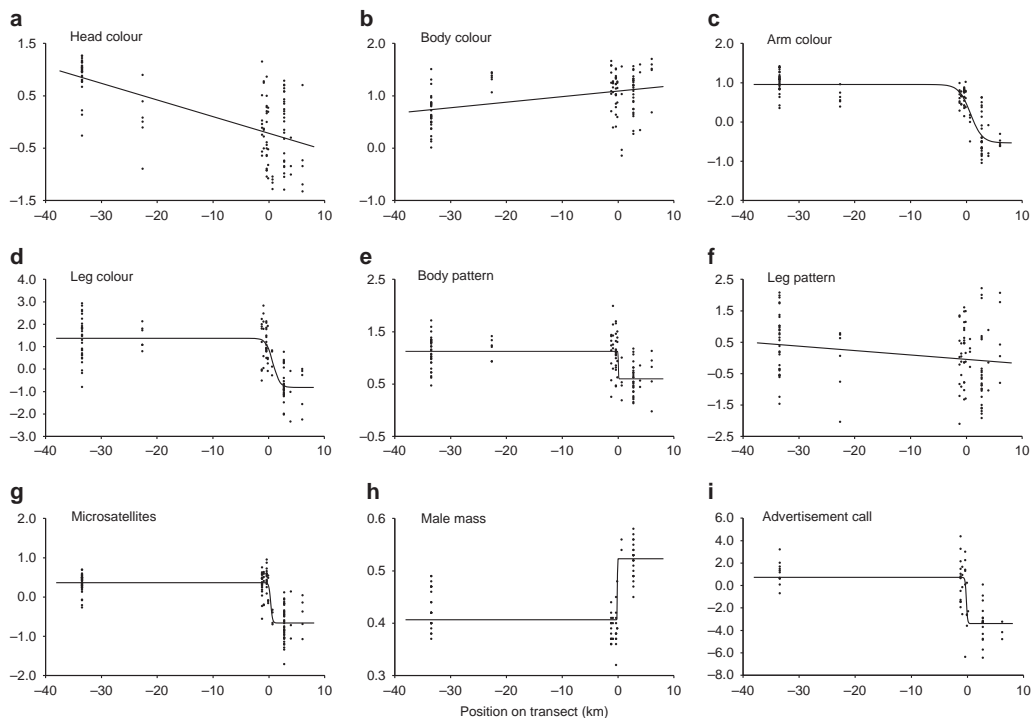 a
Head colour
1.5
0.5
–0.5
1.5
–40 –30 –20 –10 0 10
b
Body colour
2.0
1.0
0.0
1.0
–40 –30 –20 –10 0 10
c
Arm colour
2.0
1.0
0.0
–1.0
–2.0
–40 –30 –20 –10 0 10
d
Leg colour
4.0
3.0
2.0
1.0
0.0
–1.0
–2.0
–3.0
–40 –30 –20 –10 0 10
e
Body pattern
2.5
1.5
0.5
–0.5
–40 –30 –20 –10 0 10
f
Leg pattern
2.5
1.5
0.5
–0.5
–1.5
–2.5
–40 –30 –20 –10 0 10
g
Microsatellites
2.0
1.0
0.0
–1.0
–2.0
–40 –30 –20 –10 0 10
h
Male mass
0.6
0.5
0.4
0.3
–40 –30 –20 –10 0 10
Position on transect (km)
i
Advertisement call
6.0
4.0
2.0
0.0
–2.0
–4.0
–6.0
–8.0
–40 –30 –20 –10 0 10